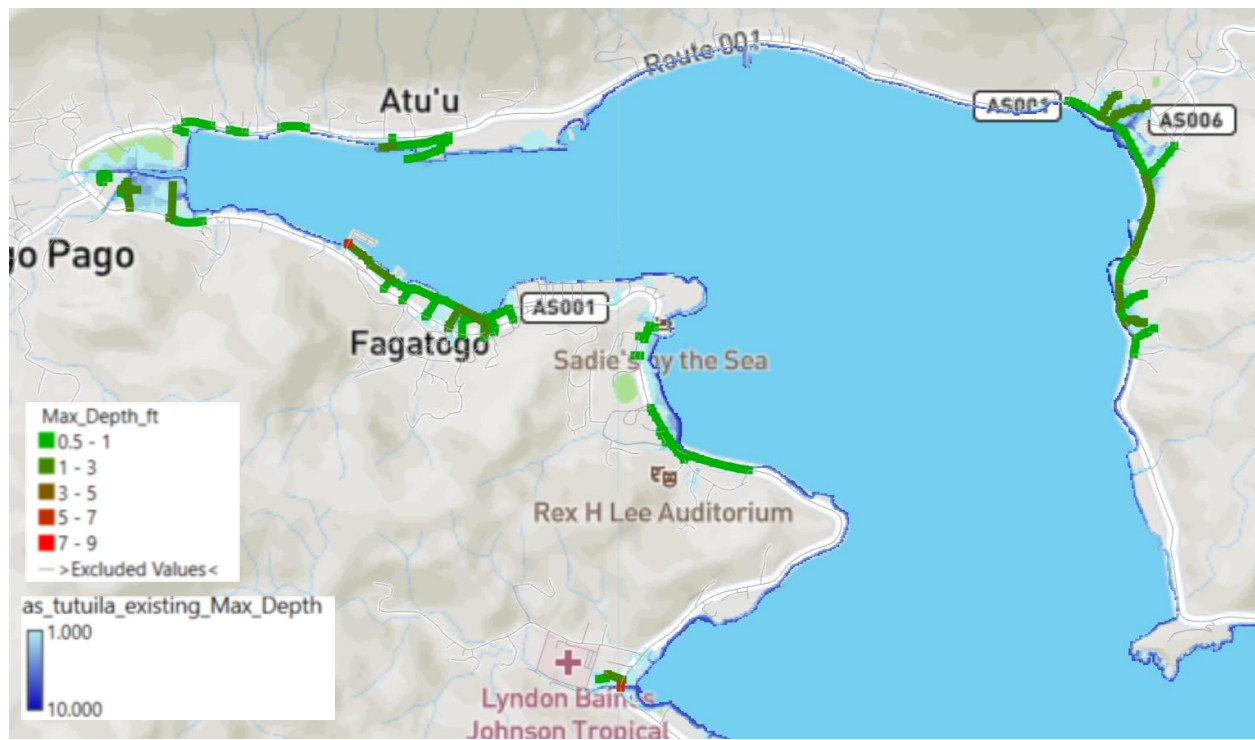 Route 001
Atu'u
AS001
AS006
go Pago
AS001
Fagatogo
Sadie's by the Sea
Max_Depth_ft
0.5 - 1
1 - 3
3 - 5
5 - 7
7 - 9
>Excluded Values<
Rex H Lee Auditorium
as_tutuila_existing_Max_Depth
1.000
10.000
Lyndon Baines
Johnson Tropical